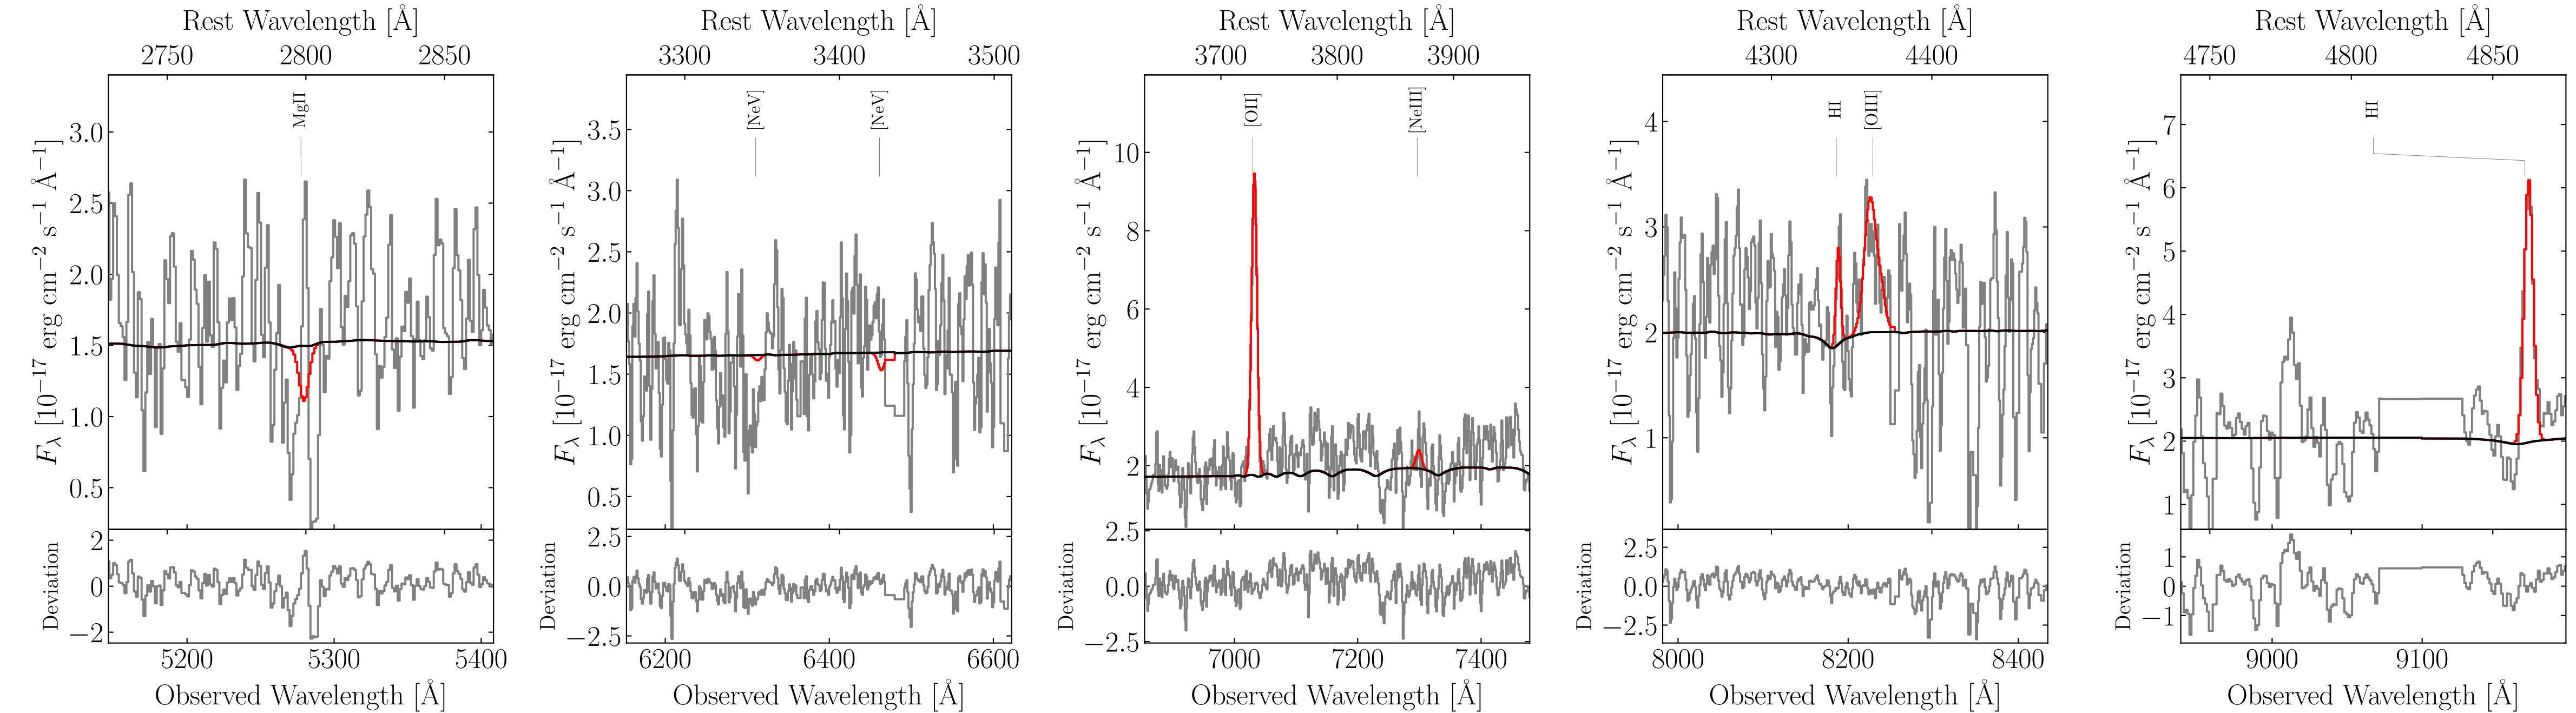 Rest Wavelength [Å]
2750 2800 2850
MgII
F_λ [10⁻¹⁷ erg cm⁻² s⁻¹ Å⁻¹]
3.0
2.5
2.0
1.5
1.0
0.5
Deviation
2
0
−2
5200 5300 5400
Observed Wavelength [Å]
Rest Wavelength [Å]
3300 3400 3500
[NeV] [NeV]
F_λ [10⁻¹⁷ erg cm⁻² s⁻¹ Å⁻¹]
3.5
3.0
2.5
2.0
1.5
1.0
0.5
Deviation
2.5
0.0
−2.5
6200 6400 6600
Observed Wavelength [Å]
Rest Wavelength [Å]
3700 3800 3900
[OII] [NeIII]
F_λ [10⁻¹⁷ erg cm⁻² s⁻¹ Å⁻¹]
10
8
6
4
2
Deviation
2.5
0.0
−2.5
7000 7200 7400
Observed Wavelength [Å]
Rest Wavelength [Å]
4300 4400
HI [OIII]
F_λ [10⁻¹⁷ erg cm⁻² s⁻¹ Å⁻¹]
4
3
2
1
Deviation
2.5
0.0
−2.5
8000 8200 8400
Observed Wavelength [Å]
Rest Wavelength [Å]
4750 4800 4850
HI
F_λ [10⁻¹⁷ erg cm⁻² s⁻¹ Å⁻¹]
7
6
5
4
3
2
1
Deviation
1
0
−1
9000 9100
Observed Wavelength [Å]